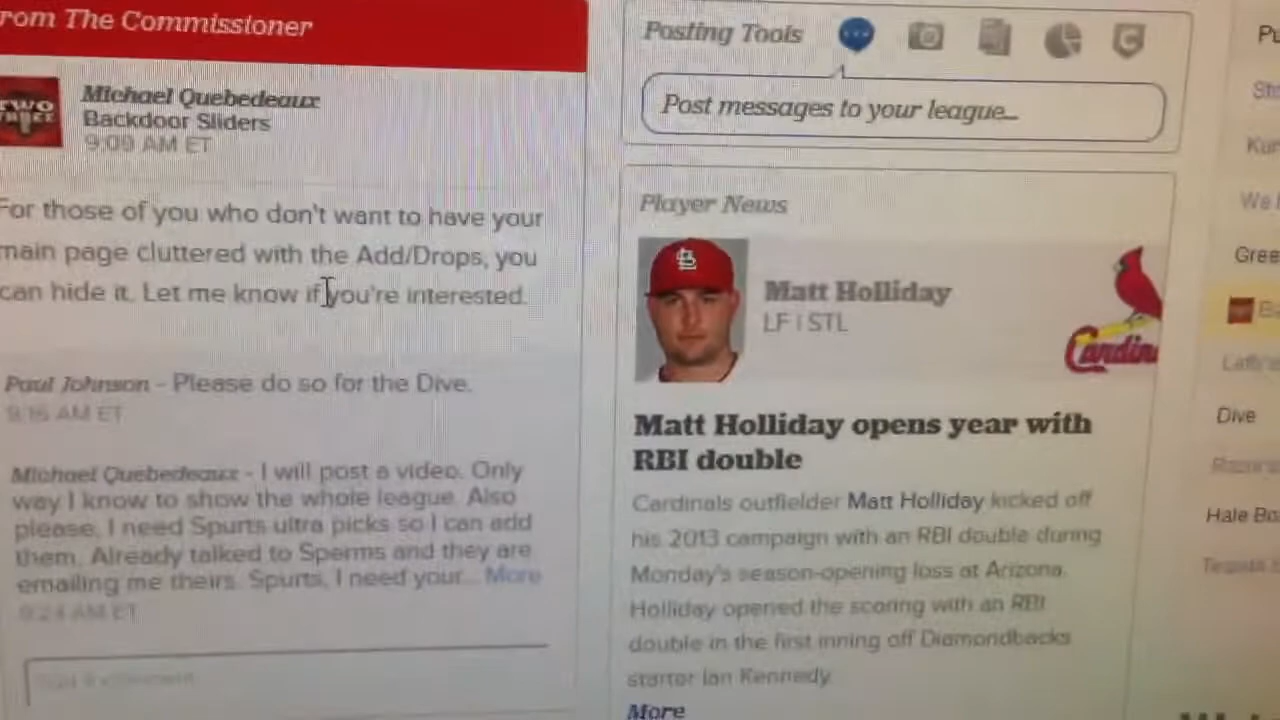 rom The Commissioner
TWO
THREE
Michael Quebedeaux
Backdoor Sliders
9:09 AM ET
For those of you who don't want to have your
main page cluttered with the Add/Drops, you
can hide it. Let me know if you're interested.
Paul Johnson - Please do so for the Dive.
9:16 AM ET
Michael Quebedeaux - I will post a video. Only
way I know to show the whole league. Also
please, I need Spurts ultra picks so I can add
them. Already talked to Sperms and they are
emailing me theirs. Spurts, I need your... More
9:24 AM ET
Posting Tools
Post messages to your league...
Player News
Matt Holliday
LF | STL
Cardin
Matt Holliday opens year with
RBI double
Cardinals outfielder Matt Holliday kicked off
his 2013 campaign with an RBI double during
Monday's season-opening loss at Arizona.
Holliday opened the scoring with an RBI
double in the first inning off Diamondbacks
starter Ian Kennedy.
More
Pu
Kur
We
Gree
Dive
Hale Bo